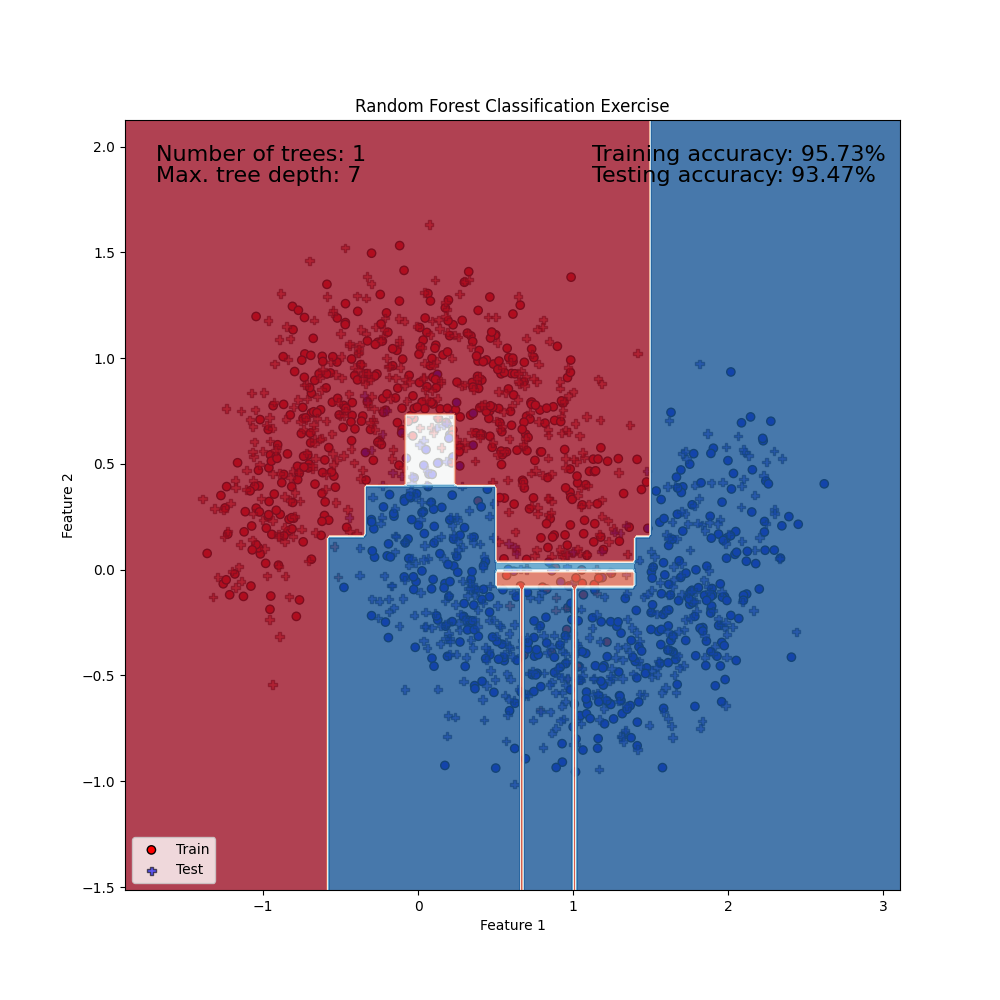 Random Forest Classification Exercise
Number of trees: 1
Max. tree depth: 7
Training accuracy: 95.73%
Testing accuracy: 93.47%
2.0
1.5
1.0
0.5
0.0
−0.5
−1.0
−1.5
Feature 2
Train
Test
−1
0
1
2
3
Feature 1